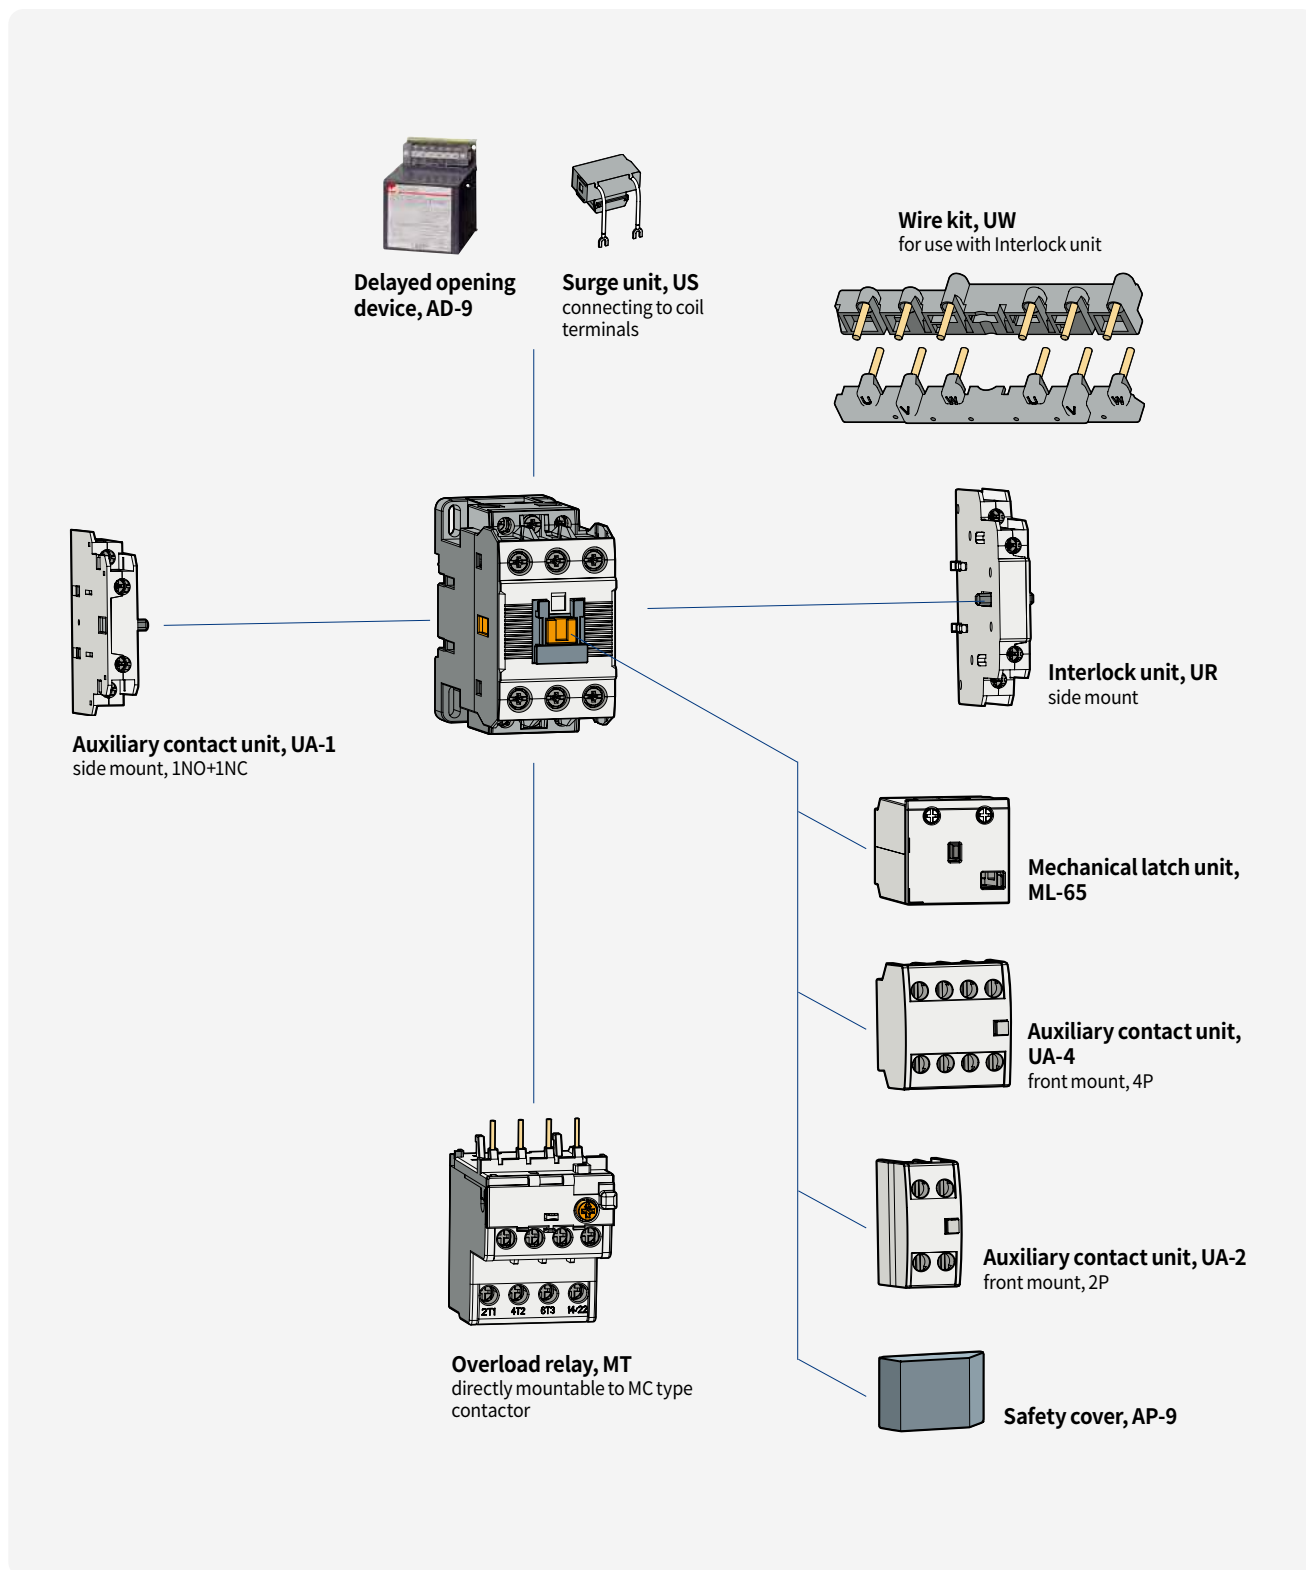 Delayed opening
device, AD-9
Surge unit, US
connecting to coil
terminals
Wire kit, UW
for use with Interlock unit
U
V
W
U
V
W
Interlock unit, UR
side mount
Auxiliary contact unit, UA-1
side mount, 1NO+1NC
Mechanical latch unit,
ML-65
Auxiliary contact unit,
UA-4
front mount, 4P
Auxiliary contact unit, UA-2
front mount, 2P
2T1 4T2 6T3 14/22
Overload relay, MT
directly mountable to MC type
contactor
Safety cover, AP-9